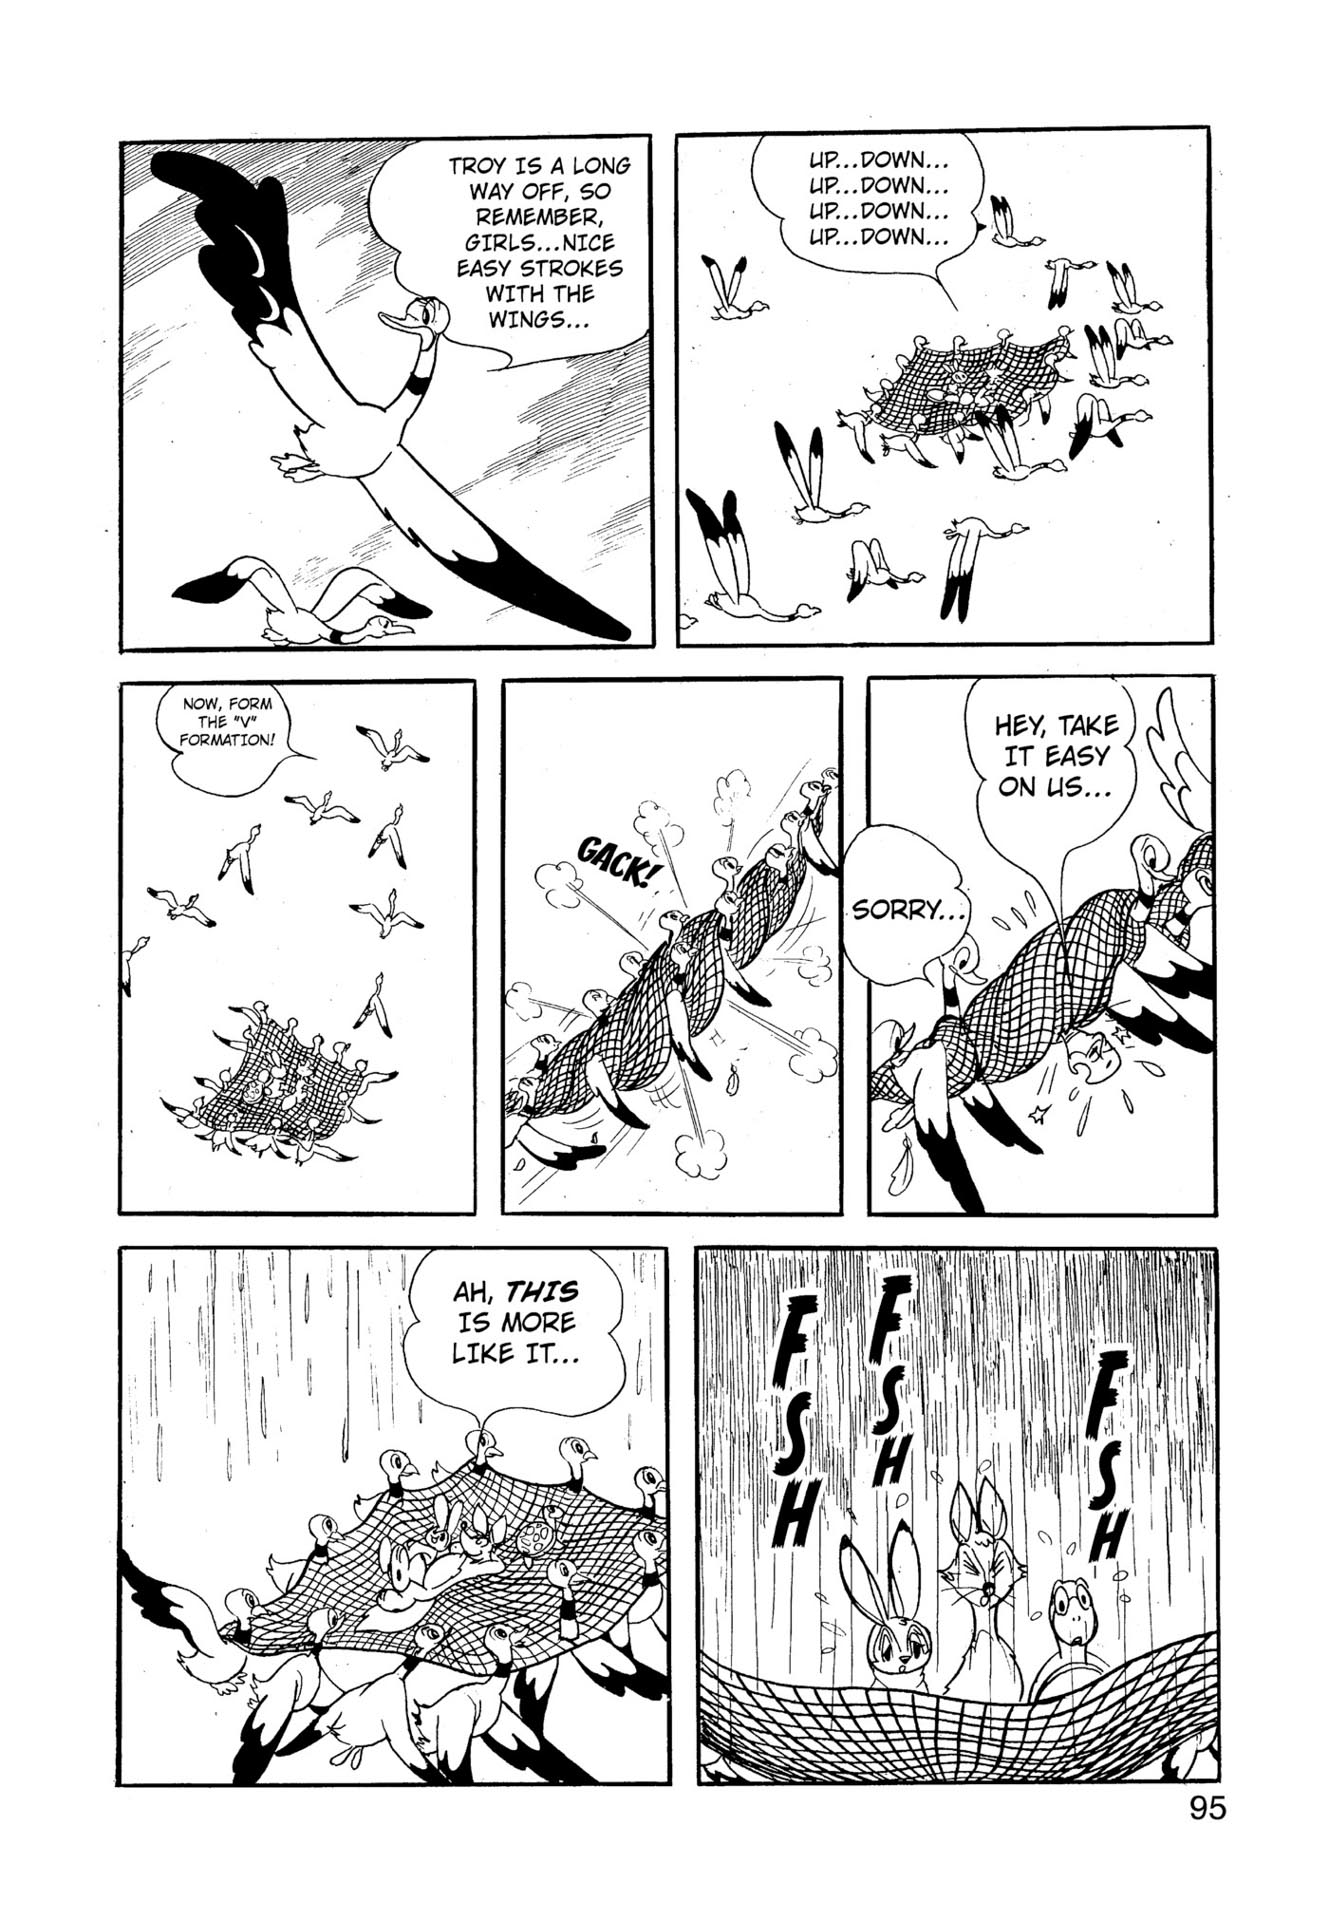 TROY IS A LONG
WAY OFF, SO
REMEMBER,
GIRLS...NICE
EASY STROKES
WITH THE
WINGS...
UP...DOWN...
UP...DOWN...
UP...DOWN...
UP...DOWN...
NOW, FORM
THE "V"
FORMATION!
GACK!
HEY, TAKE
IT EASY
ON US...
SORRY...
AH, THIS
IS MORE
LIKE IT...
FSH
FSH
FSH
95